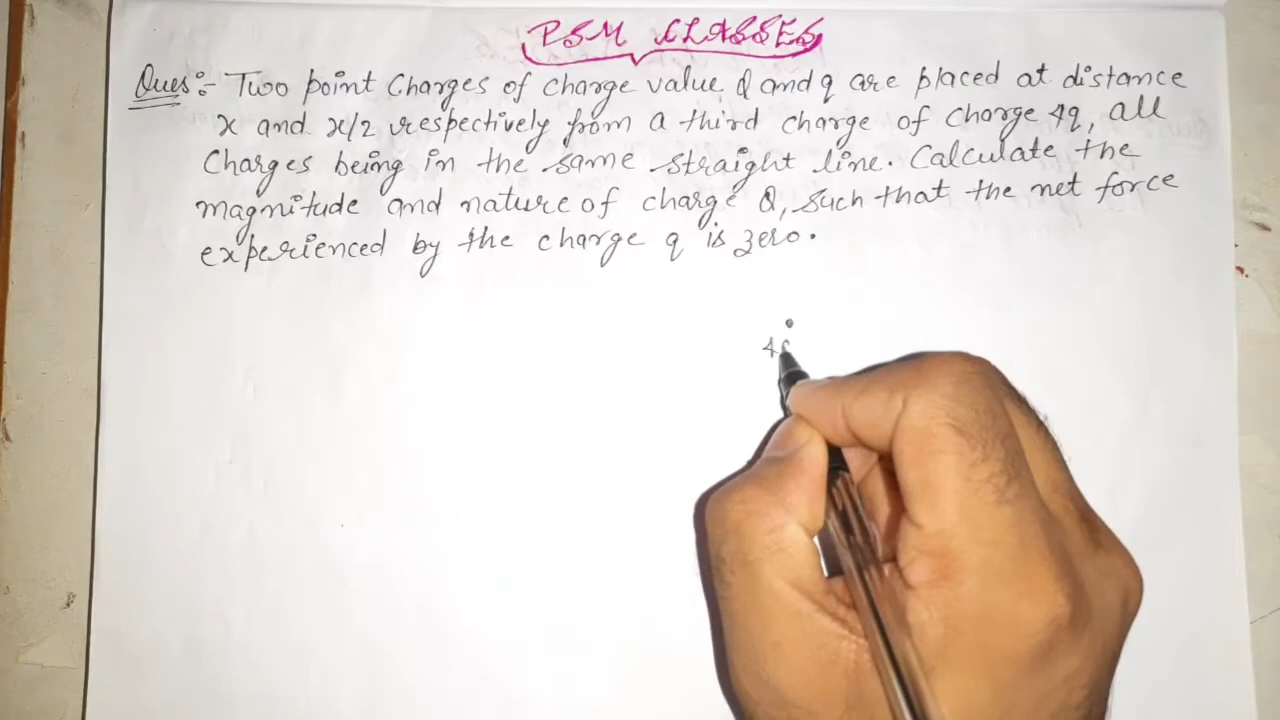 PSM CLASSES
Ques:- Two point Charges of charge value Q and q are placed at distance
x and x/2 respectively from a third charge of charge 4q, all
Charges being in the same straight line. Calculate the
magnitude and nature of charge Q, such that the net force
experienced by the charge q is zero.
4